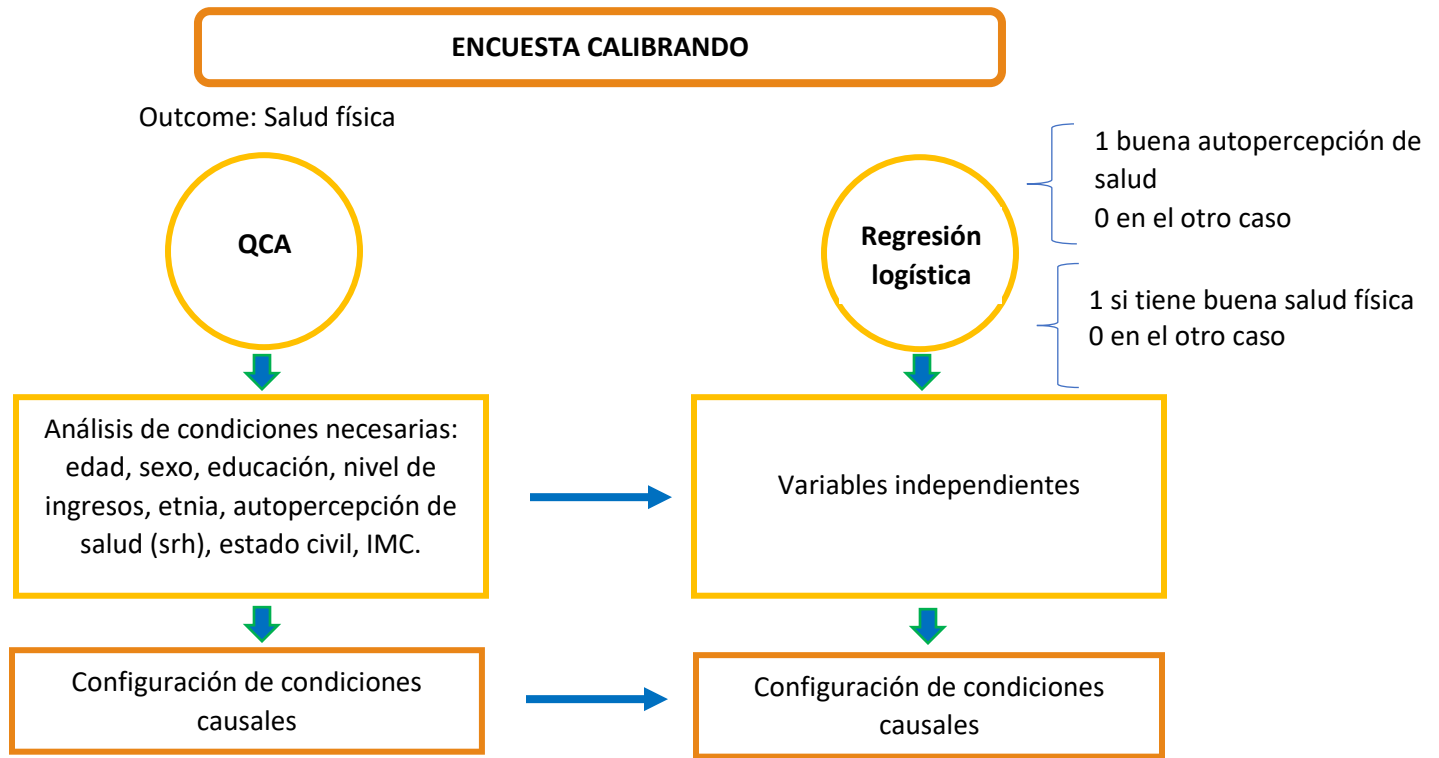 ENCUESTA CALIBRANDO
Outcome: Salud física
QCA
Regresión
logística
1 buena autopercepción de
salud
0 en el otro caso
1 si tiene buena salud física
0 en el otro caso
Análisis de condiciones necesarias:
edad, sexo, educación, nivel de
ingresos, etnia, autopercepción de
salud (srh), estado civil, IMC.
Variables independientes
Configuración de condiciones
causales
Configuración de condiciones
causales